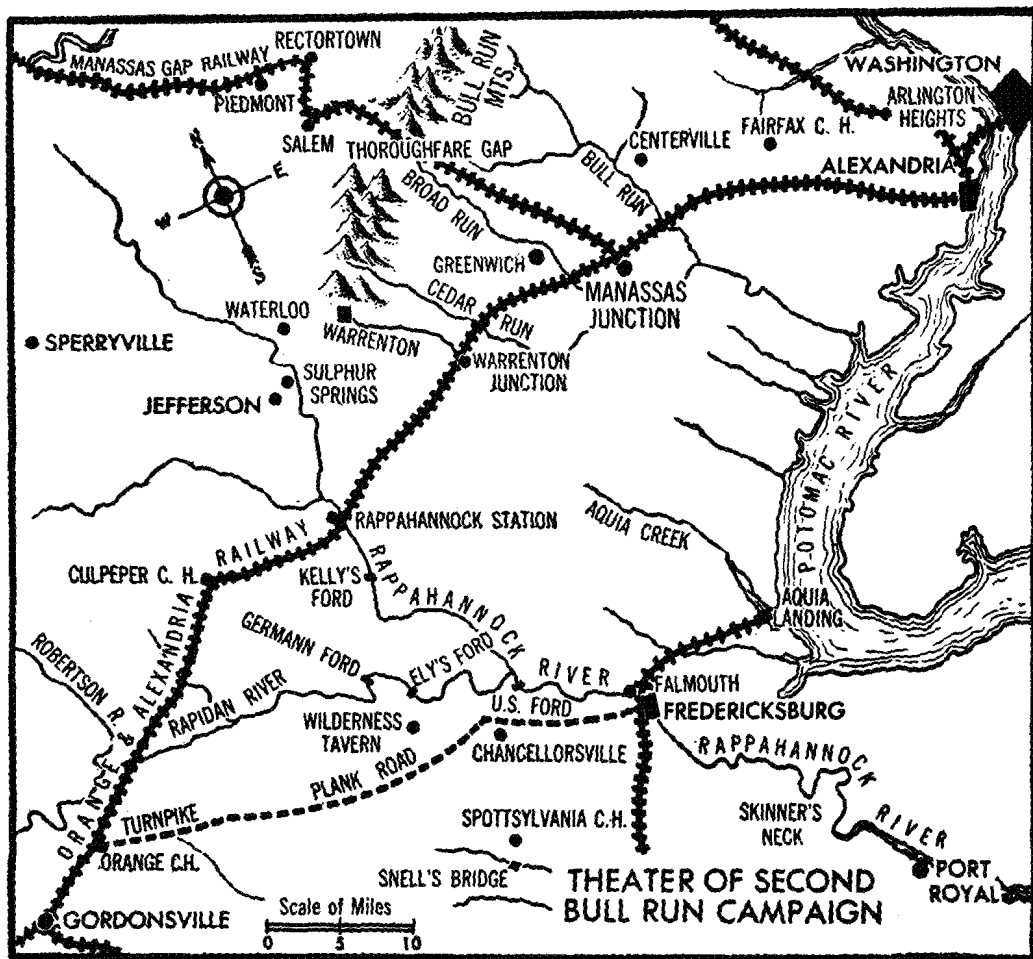 RECTORTOWN
MANASSAS GAP RAILWAY
PIEDMONT
SALEM
BULL RUN
MTS.
THOROUGHFARE GAP
WASHINGTON
ARLINGTON
HEIGHTS
FAIRFAX C. H.
CENTERVILLE
ALEXANDRIA
BULL RUN
BROAD RUN
N
E
W
S
GREENWICH
MANASSAS
JUNCTION
CEDAR RUN
WATERLOO
WARRENTON
WARRENTON
JUNCTION
SPERRYVILLE
SULPHUR
SPRINGS
JEFFERSON
POTOMAC RIVER
RAPPAHANNOCK STATION
AQUIA CREEK
AQUIA
LANDING
CULPEPER C. H.
ORANGE & ALEXANDRIA RAILWAY
KELLY'S
FORD
RAPPAHANNOCK RIVER
GERMANN FORD
ELY'S FORD
ROBERTSON R.
RAPIDAN RIVER
U.S. FORD
FALMOUTH
FREDERICKSBURG
WILDERNESS
TAVERN
CHANCELLORSVILLE
TURNPIKE
PLANK ROAD
ORANGE C.H.
RAPPAHANNOCK RIVER
SKINNER'S
NECK
SPOTTSYLVANIA C.H.
SNELL'S BRIDGE
PORT
ROYAL
GORDONSVILLE
Scale of Miles
0 5 10
THEATER OF SECOND
BULL RUN CAMPAIGN